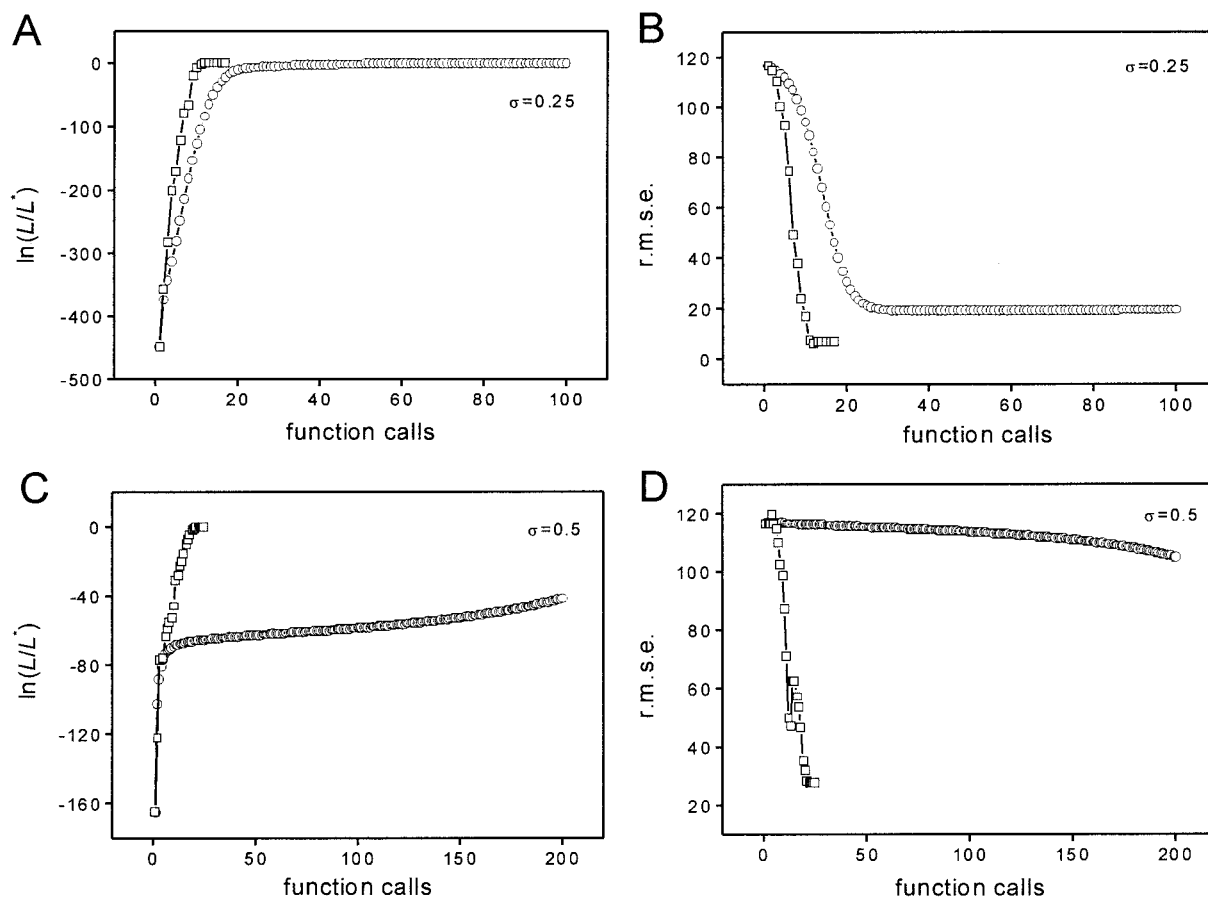 A
ln(L/L*)
0
-100
-200
-300
-400
-500
σ=0.25
0 20 40 60 80 100
function calls
B
r.m.s.e.
120
100
80
60
40
20
0
σ=0.25
0 20 40 60 80 100
function calls
C
ln(L/L*)
0
-40
-80
-120
-160
σ=0.5
0 50 100 150 200
function calls
D
r.m.s.e.
120
100
80
60
40
20
σ=0.5
0 50 100 150 200
function calls